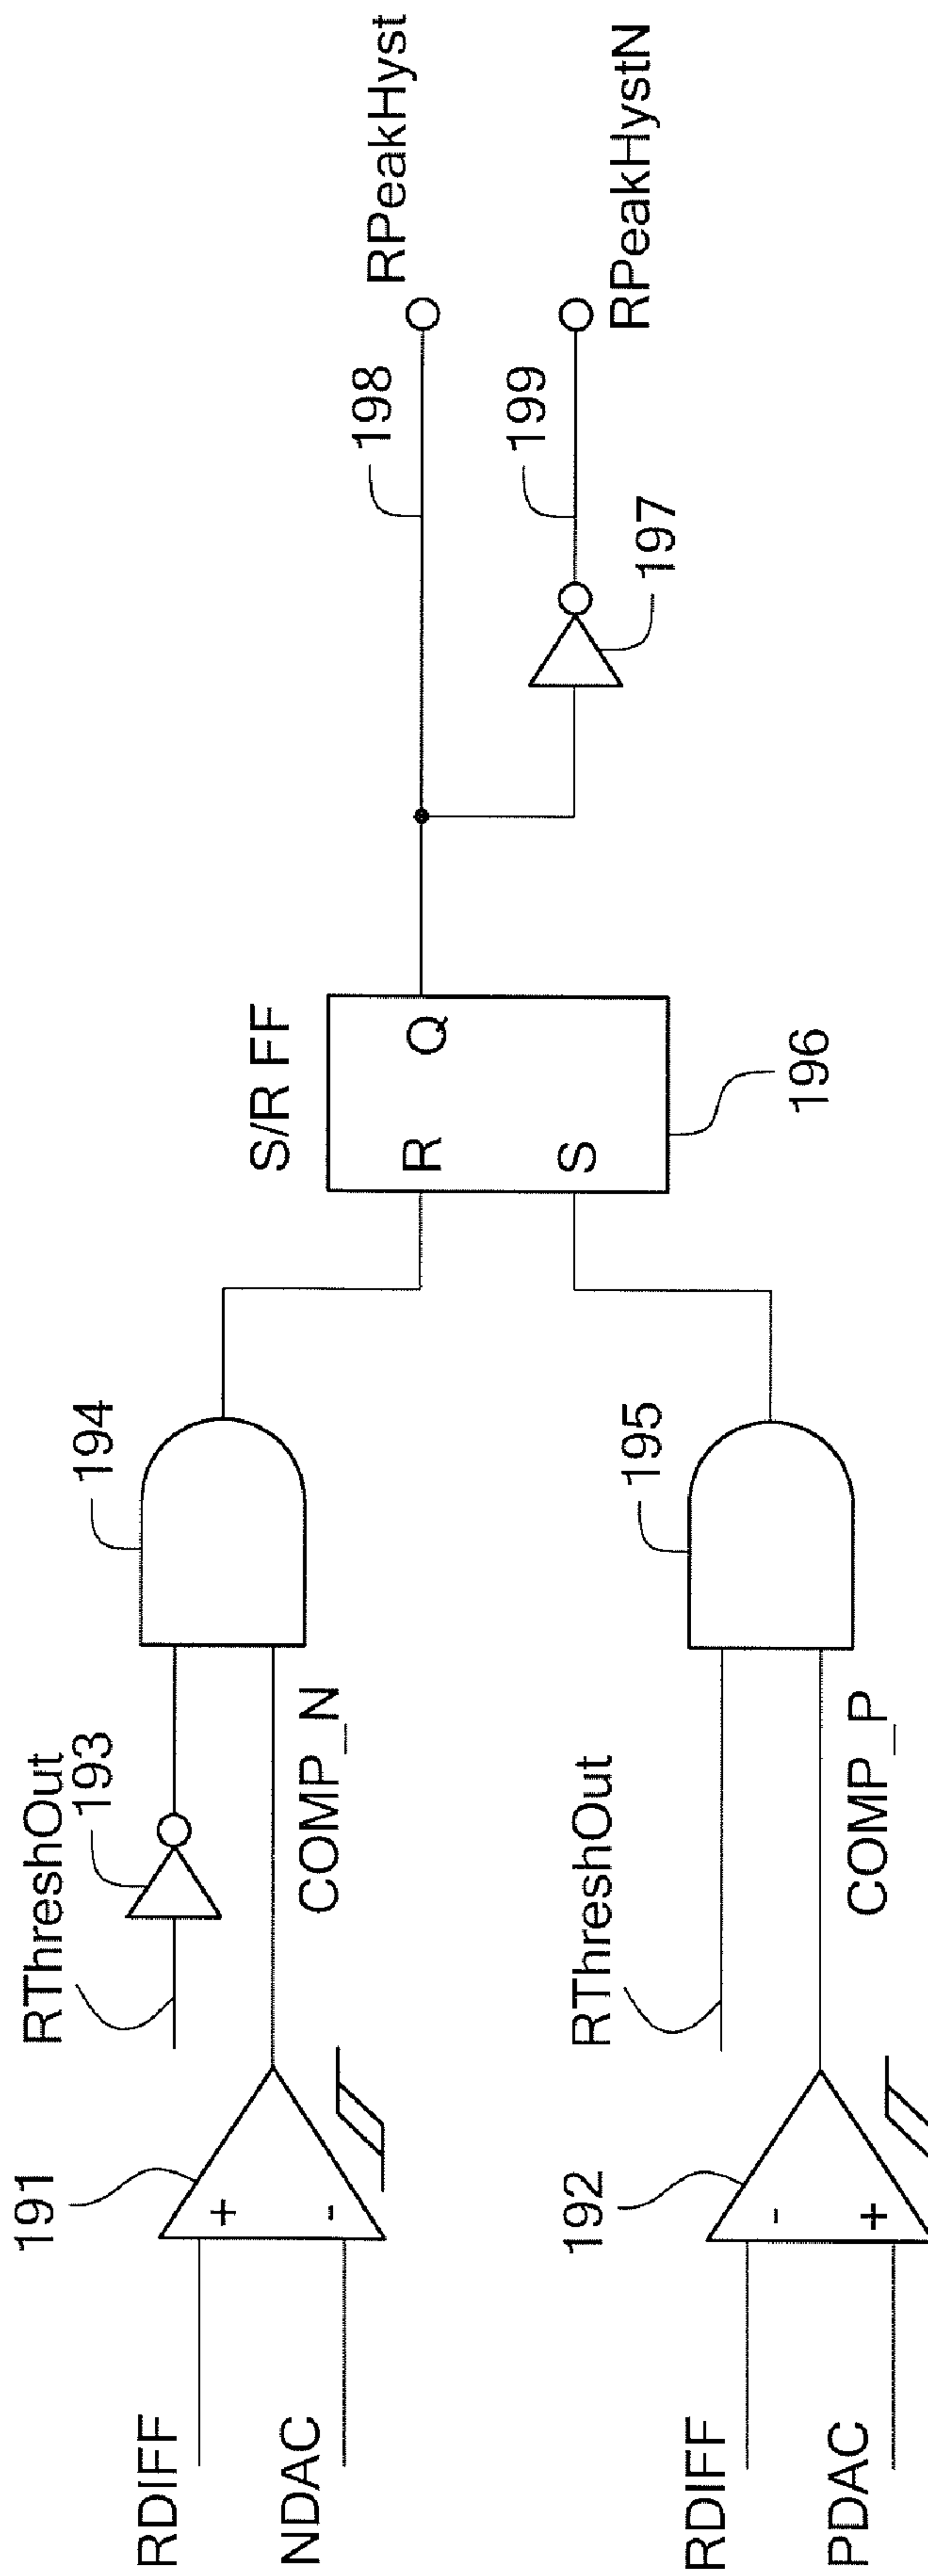 RDIFF
NDAC
191
+
-
RThreshOut
193
COMP_N
194
RDIFF
PDAC
192
-
+
RThreshOut
COMP_P
195
S/R FF
R
S
Q
196
198
RPeakHyst
199
197
RPeakHystN